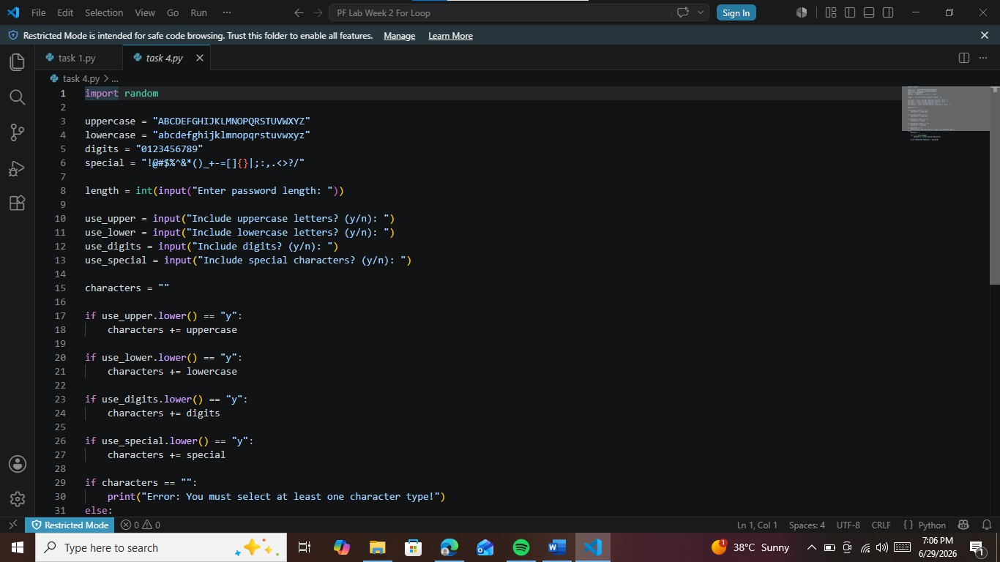 File Edit Selection View Go Run ··· PF Lab Week 2 For Loop Sign In
Restricted Mode is intended for safe code browsing. Trust this folder to enable all features. Manage Learn More
task 1.py task 4.py
task 4.py > ...
1 import random
2
3 uppercase = "ABCDEFGHIJKLMNOPQRSTUVWXYZ"
4 lowercase = "abcdefghijklmnopqrstuvwxyz"
5 digits = "0123456789"
6 special = "!@#$%^&*()_+-=[]{}|;:,.<>?/"
7
8 length = int(input("Enter password length: "))
9
10 use_upper = input("Include uppercase letters? (y/n): ")
11 use_lower = input("Include lowercase letters? (y/n): ")
12 use_digits = input("Include digits? (y/n): ")
13 use_special = input("Include special characters? (y/n): ")
14
15 characters = ""
16
17 if use_upper.lower() == "y":
18 characters += uppercase
19
20 if use_lower.lower() == "y":
21 characters += lowercase
22
23 if use_digits.lower() == "y":
24 characters += digits
25
26 if use_special.lower() == "y":
27 characters += special
28
29 if characters == "":
30 print("Error: You must select at least one character type!")
31 else:
Restricted Mode 0 0 Ln 1, Col 1 Spaces: 4 UTF-8 CRLF {} Python
Type here to search 1 38°C Sunny 7:06 PM
6/29/2026 1